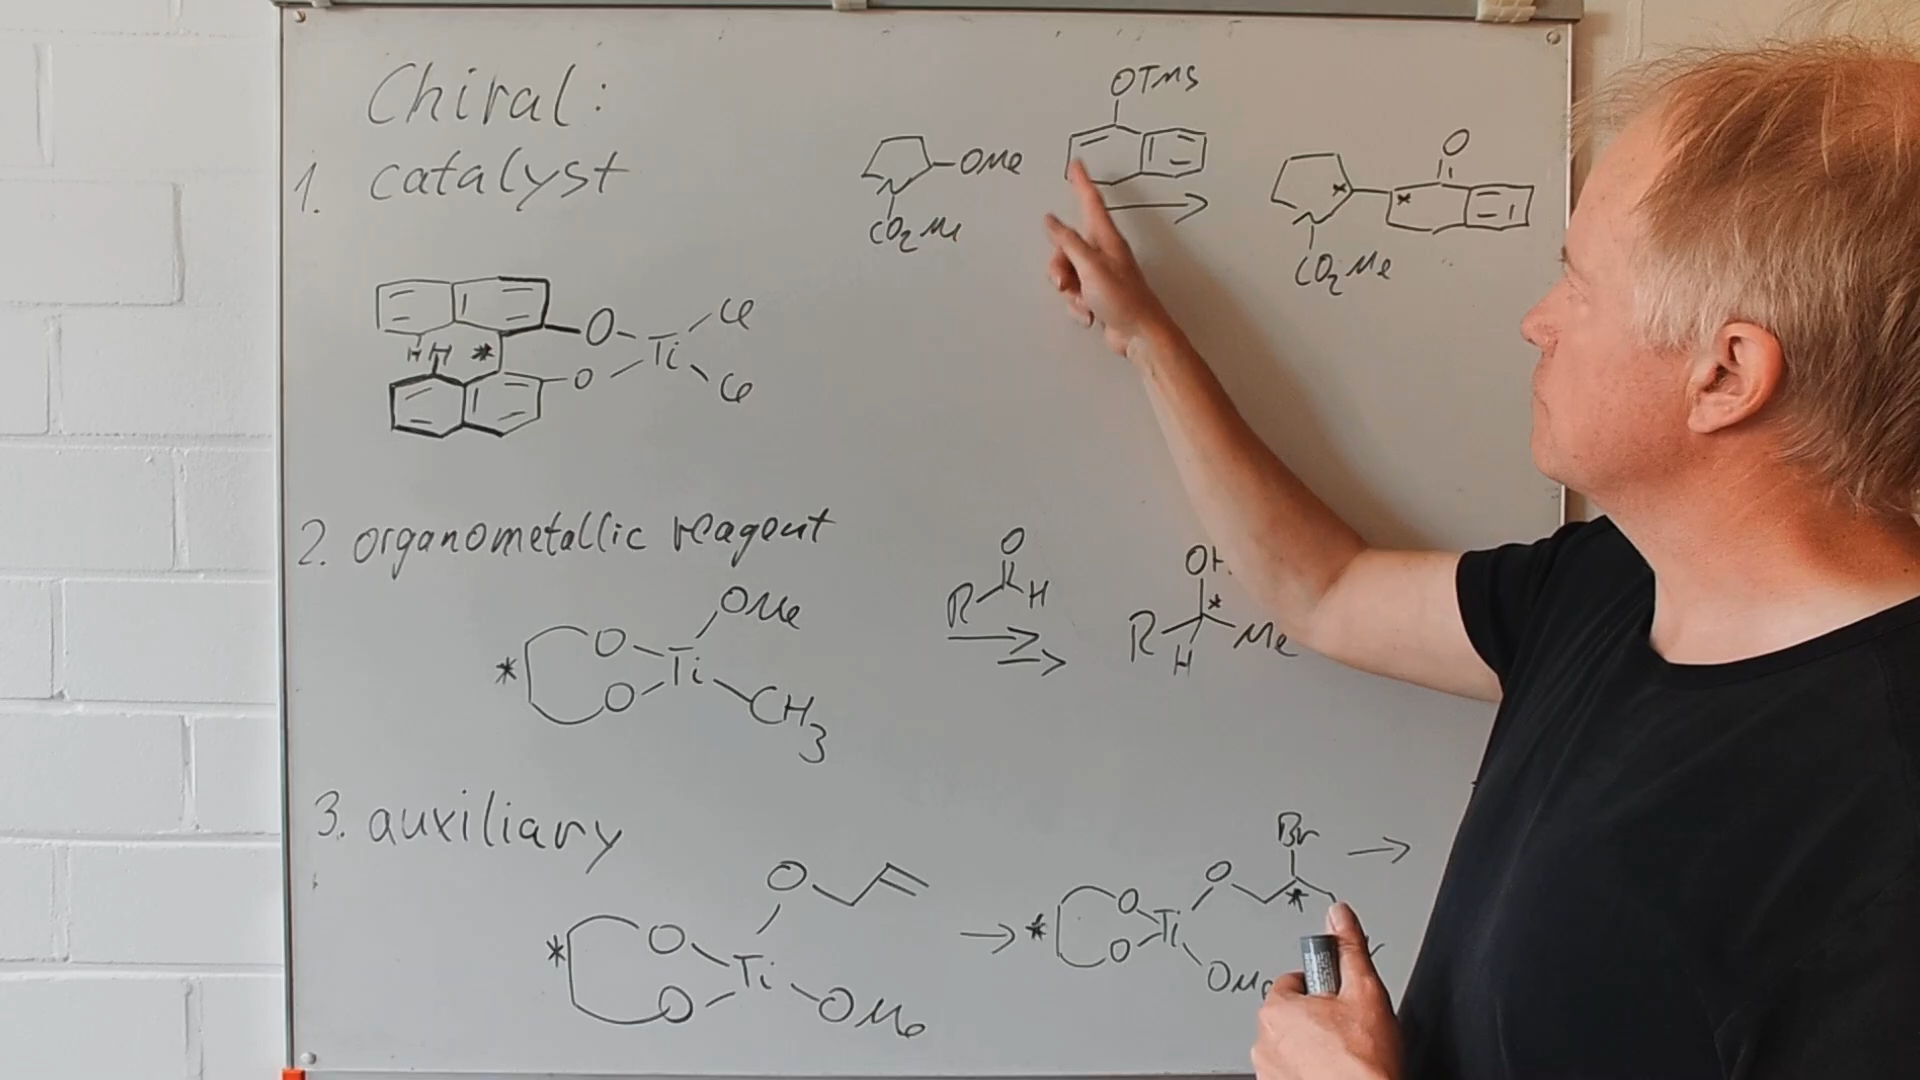 Chiral:
1. catalyst
OTMS
OMe
N
CO2Me
O
N
CO2Me
H H *
O
O
Ti
Cl
Cl
2. organometallic reagent
OMe
* O
O
Ti
CH3
O
R H
OH
R * Me
H
3. auxiliary
O
* O
O
Ti
OMe
Br
O
* O
O
Ti
*
OMe